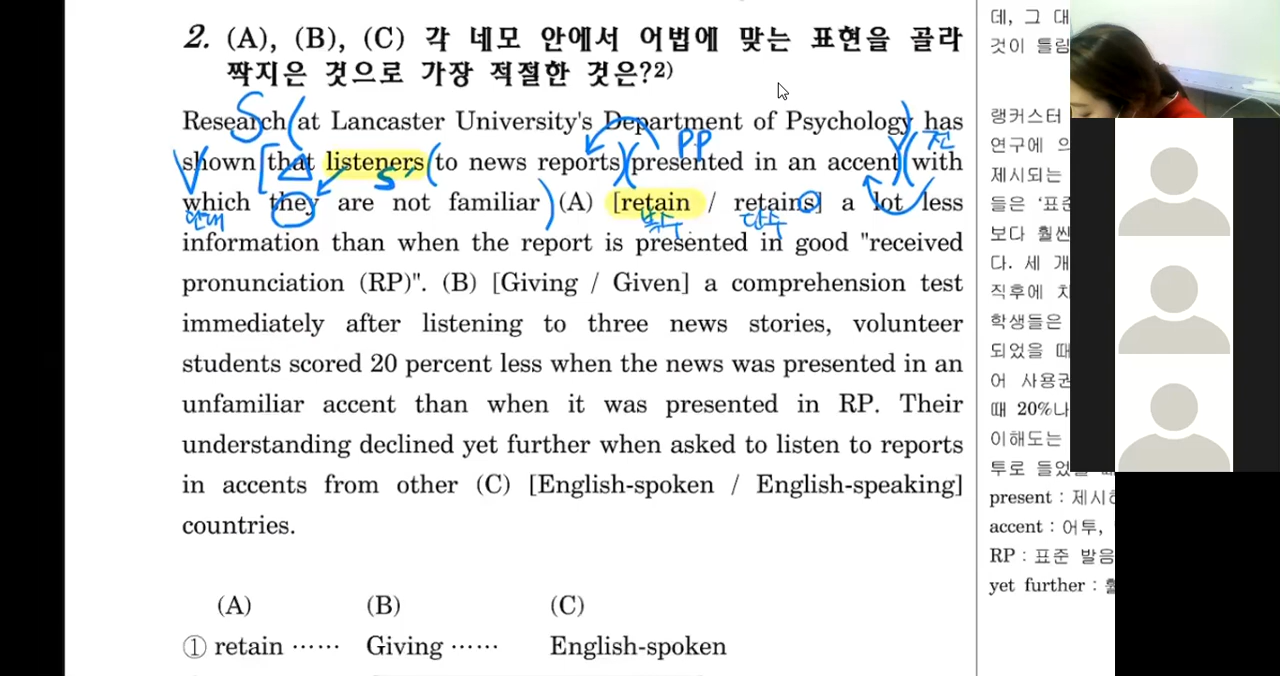 2. (A), (B), (C) 각 네모 안에서 어법에 맞는 표현을 골라
짝지은 것으로 가장 적절한 것은?2)
S
Research at Lancaster University's Department of Psychology has
PP
전
shown that listeners to news reports presented in an accent with
V
S'
which they are not familiar (A) [retain / retains] a lot less
복수
단수
information than when the report is presented in good "received
pronunciation (RP)". (B) [Giving / Given] a comprehension test
immediately after listening to three news stories, volunteer
students scored 20 percent less when the news was presented in an
unfamiliar accent than when it was presented in RP. Their
understanding declined yet further when asked to listen to reports
in accents from other (C) [English-spoken / English-speaking]
countries.
(A) (B) (C)
① retain ⋯⋯ Giving ⋯⋯ English-spoken
데, 그 대
것이 틀림
랭커스터
연구에 의
제시되는
들은 '표준
보다 훨씬
다. 세 개
직후에 치
학생들은
되었을 때
어 사용권
때 20%나
이해도는
투로 들었을
present : 제시하
accent : 어투,
RP : 표준 발음
yet further :